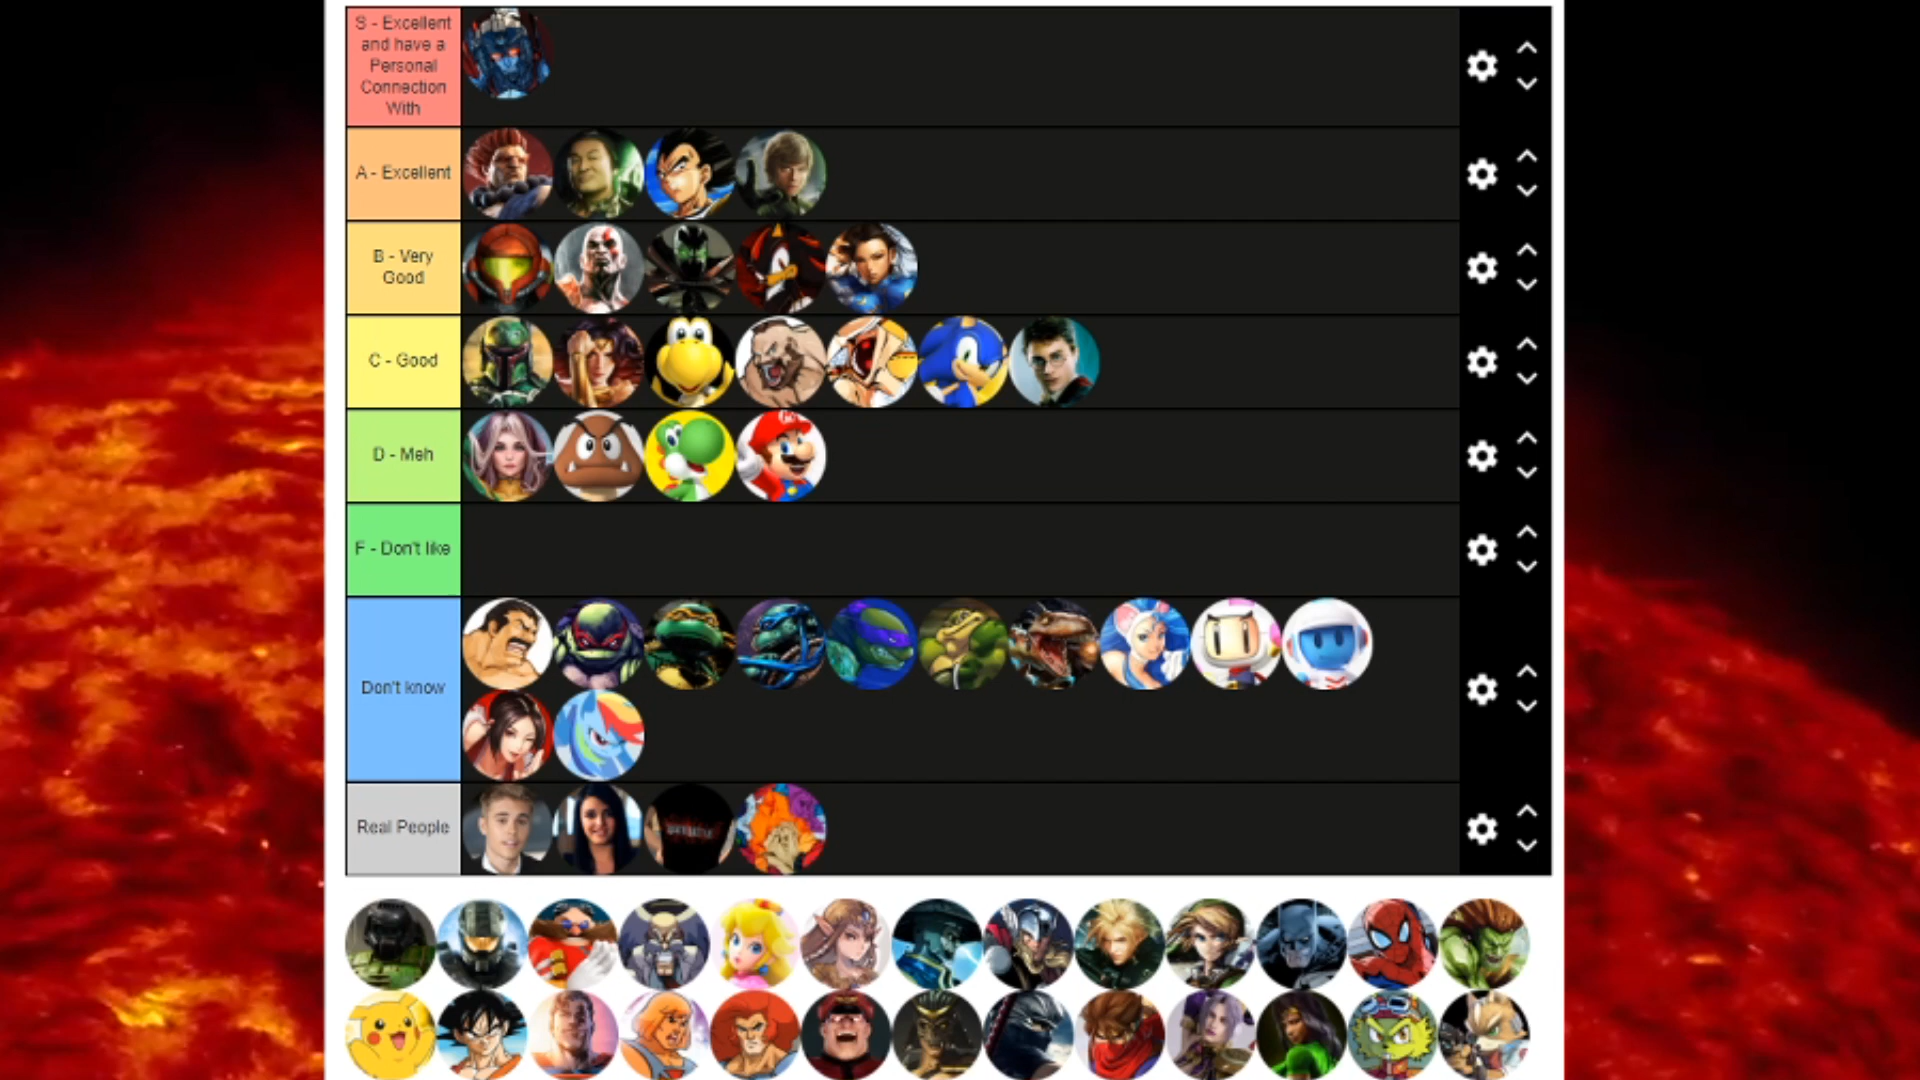 S - Excellent
and have a
Personal
Connection
With
A - Excellent
B - Very
Good
C - Good
D - Meh
F - Don't like
Don't know
Real People